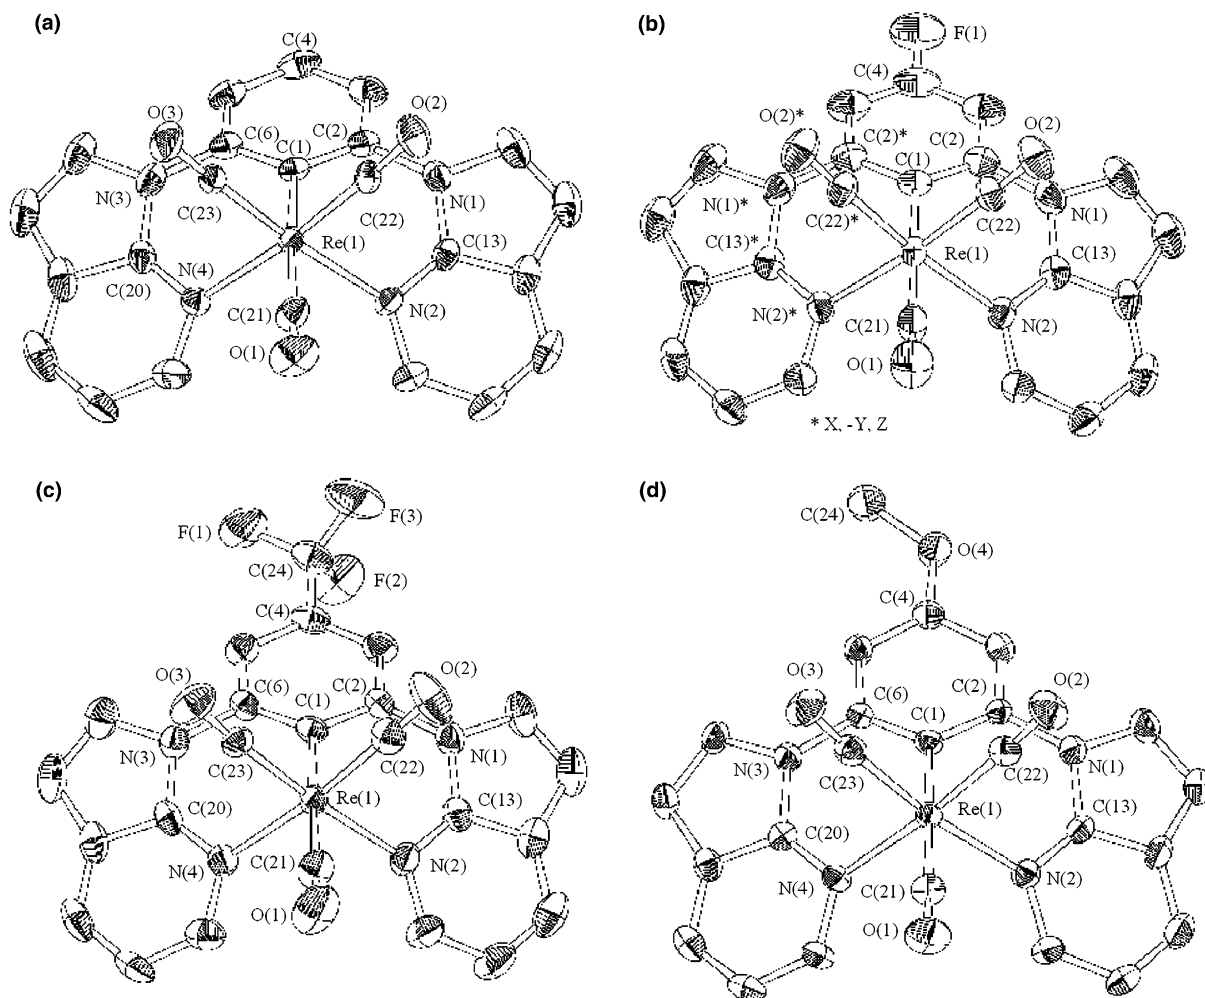 (a)
C(4)
O(3)
O(2)
C(6)
C(2)
C(1)
N(3)
N(1)
C(23)
C(22)
Re(1)
C(13)
C(20)
N(4)
N(2)
C(21)
O(1)
(b)
F(1)
C(4)
O(2)*
O(2)
C(2)*
C(2)
C(1)
N(1)*
N(1)
C(22)*
C(22)
C(13)*
Re(1)
C(13)
N(2)*
N(2)
C(21)
O(1)
* X, -Y, Z
(c)
F(1)
F(3)
C(24)
F(2)
C(4)
O(3)
O(2)
C(6)
C(2)
C(1)
N(3)
N(1)
C(23)
C(22)
Re(1)
C(20)
C(13)
N(4)
C(21)
N(2)
O(1)
(d)
C(24)
O(4)
C(4)
O(3)
O(2)
C(6)
C(2)
C(1)
N(3)
N(1)
C(23)
C(22)
Re(1)
C(13)
C(20)
N(4)
C(21)
N(2)
O(1)